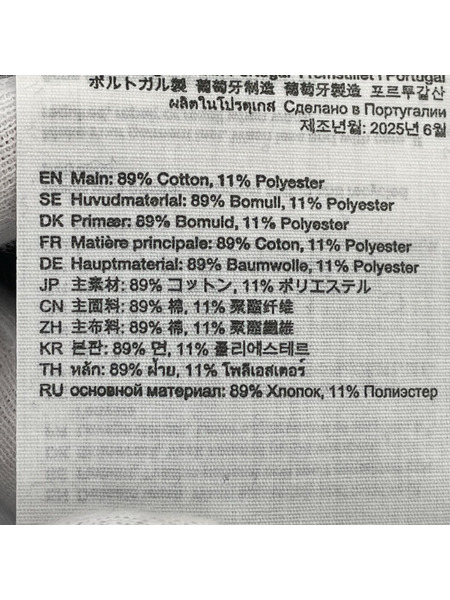 Portugal Framstället i Portugal
ポルトガル製 葡萄牙制造 葡萄牙製造 포르투갈산
ผลิตในโปรตุเกส Сделано в Португалии
제조년월: 2025년 6월
EN Main: 89% Cotton, 11% Polyester
SE Huvudmaterial: 89% Bomull, 11% Polyester
DK Primær: 89% Bomuld, 11% Polyester
FR Matière principale: 89% Coton, 11% Polyester
DE Hauptmaterial: 89% Baumwolle, 11% Polyester
JP 主素材: 89% コットン, 11% ポリエステル
CN 主面料: 89% 棉, 11% 聚酯纤维
ZH 主布料: 89% 棉, 11% 聚酯纖維
KR 본판: 89% 면, 11% 폴리에스테르
TH หลัก: 89% ฝ้าย, 11% โพลีเอสเตอร์
RU основной материал: 89% Хлопок, 11% Полиэстер